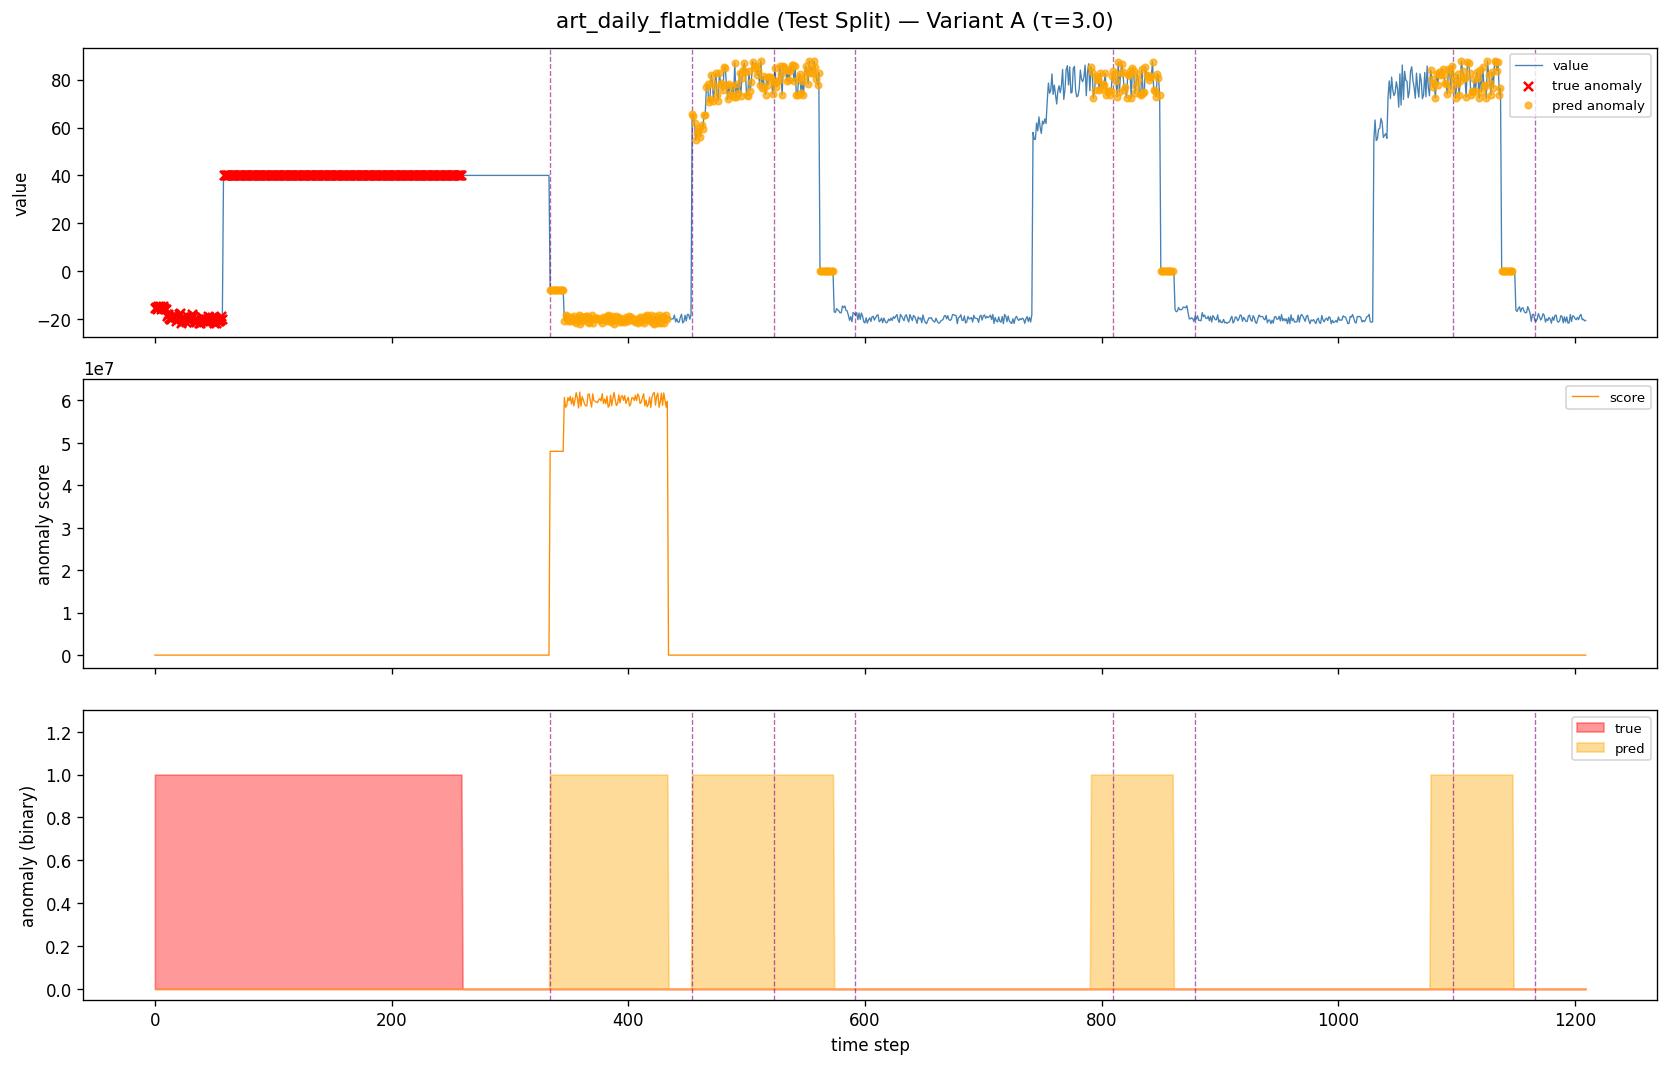 art_daily_flatmiddle (Test Split) — Variant A (τ=3.0)
value
80
60
40
20
0
−20
value
true anomaly
pred anomaly
1e7
anomaly score
6
5
4
3
2
1
0
score
anomaly (binary)
1.2
1.0
0.8
0.6
0.4
0.2
0.0
true
pred
0 200 400 600 800 1000 1200
time step